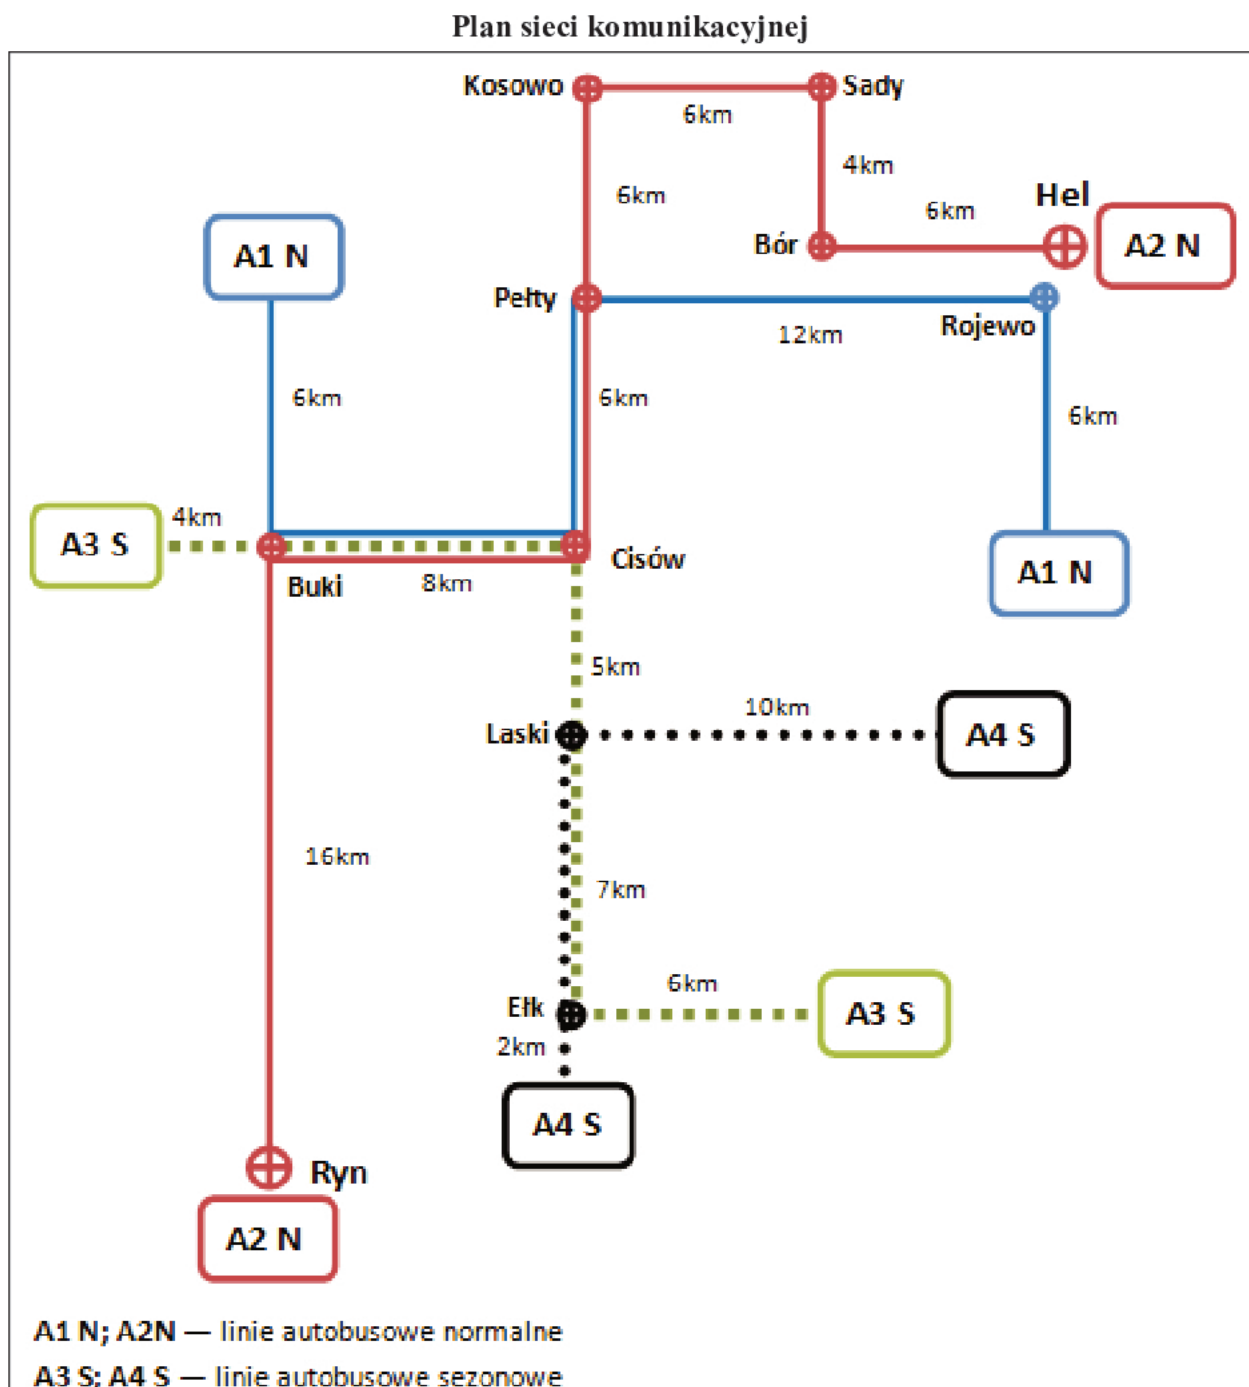 Plan sieci komunikacyjnej
Kosowo
Sady
6km
4km
6km
Hel
6km
A2 N
Bór
A1 N
Pełty
Rojewo
12km
6km
6km
6km
4km
A3 S
Cisów
A1 N
Buki
8km
5km
10km
Laski
A4 S
16km
7km
6km
Ełk
A3 S
2km
A4 S
Ryn
A2 N
A1 N; A2N — linie autobusowe normalne
A3 S; A4 S — linie autobusowe sezonowe